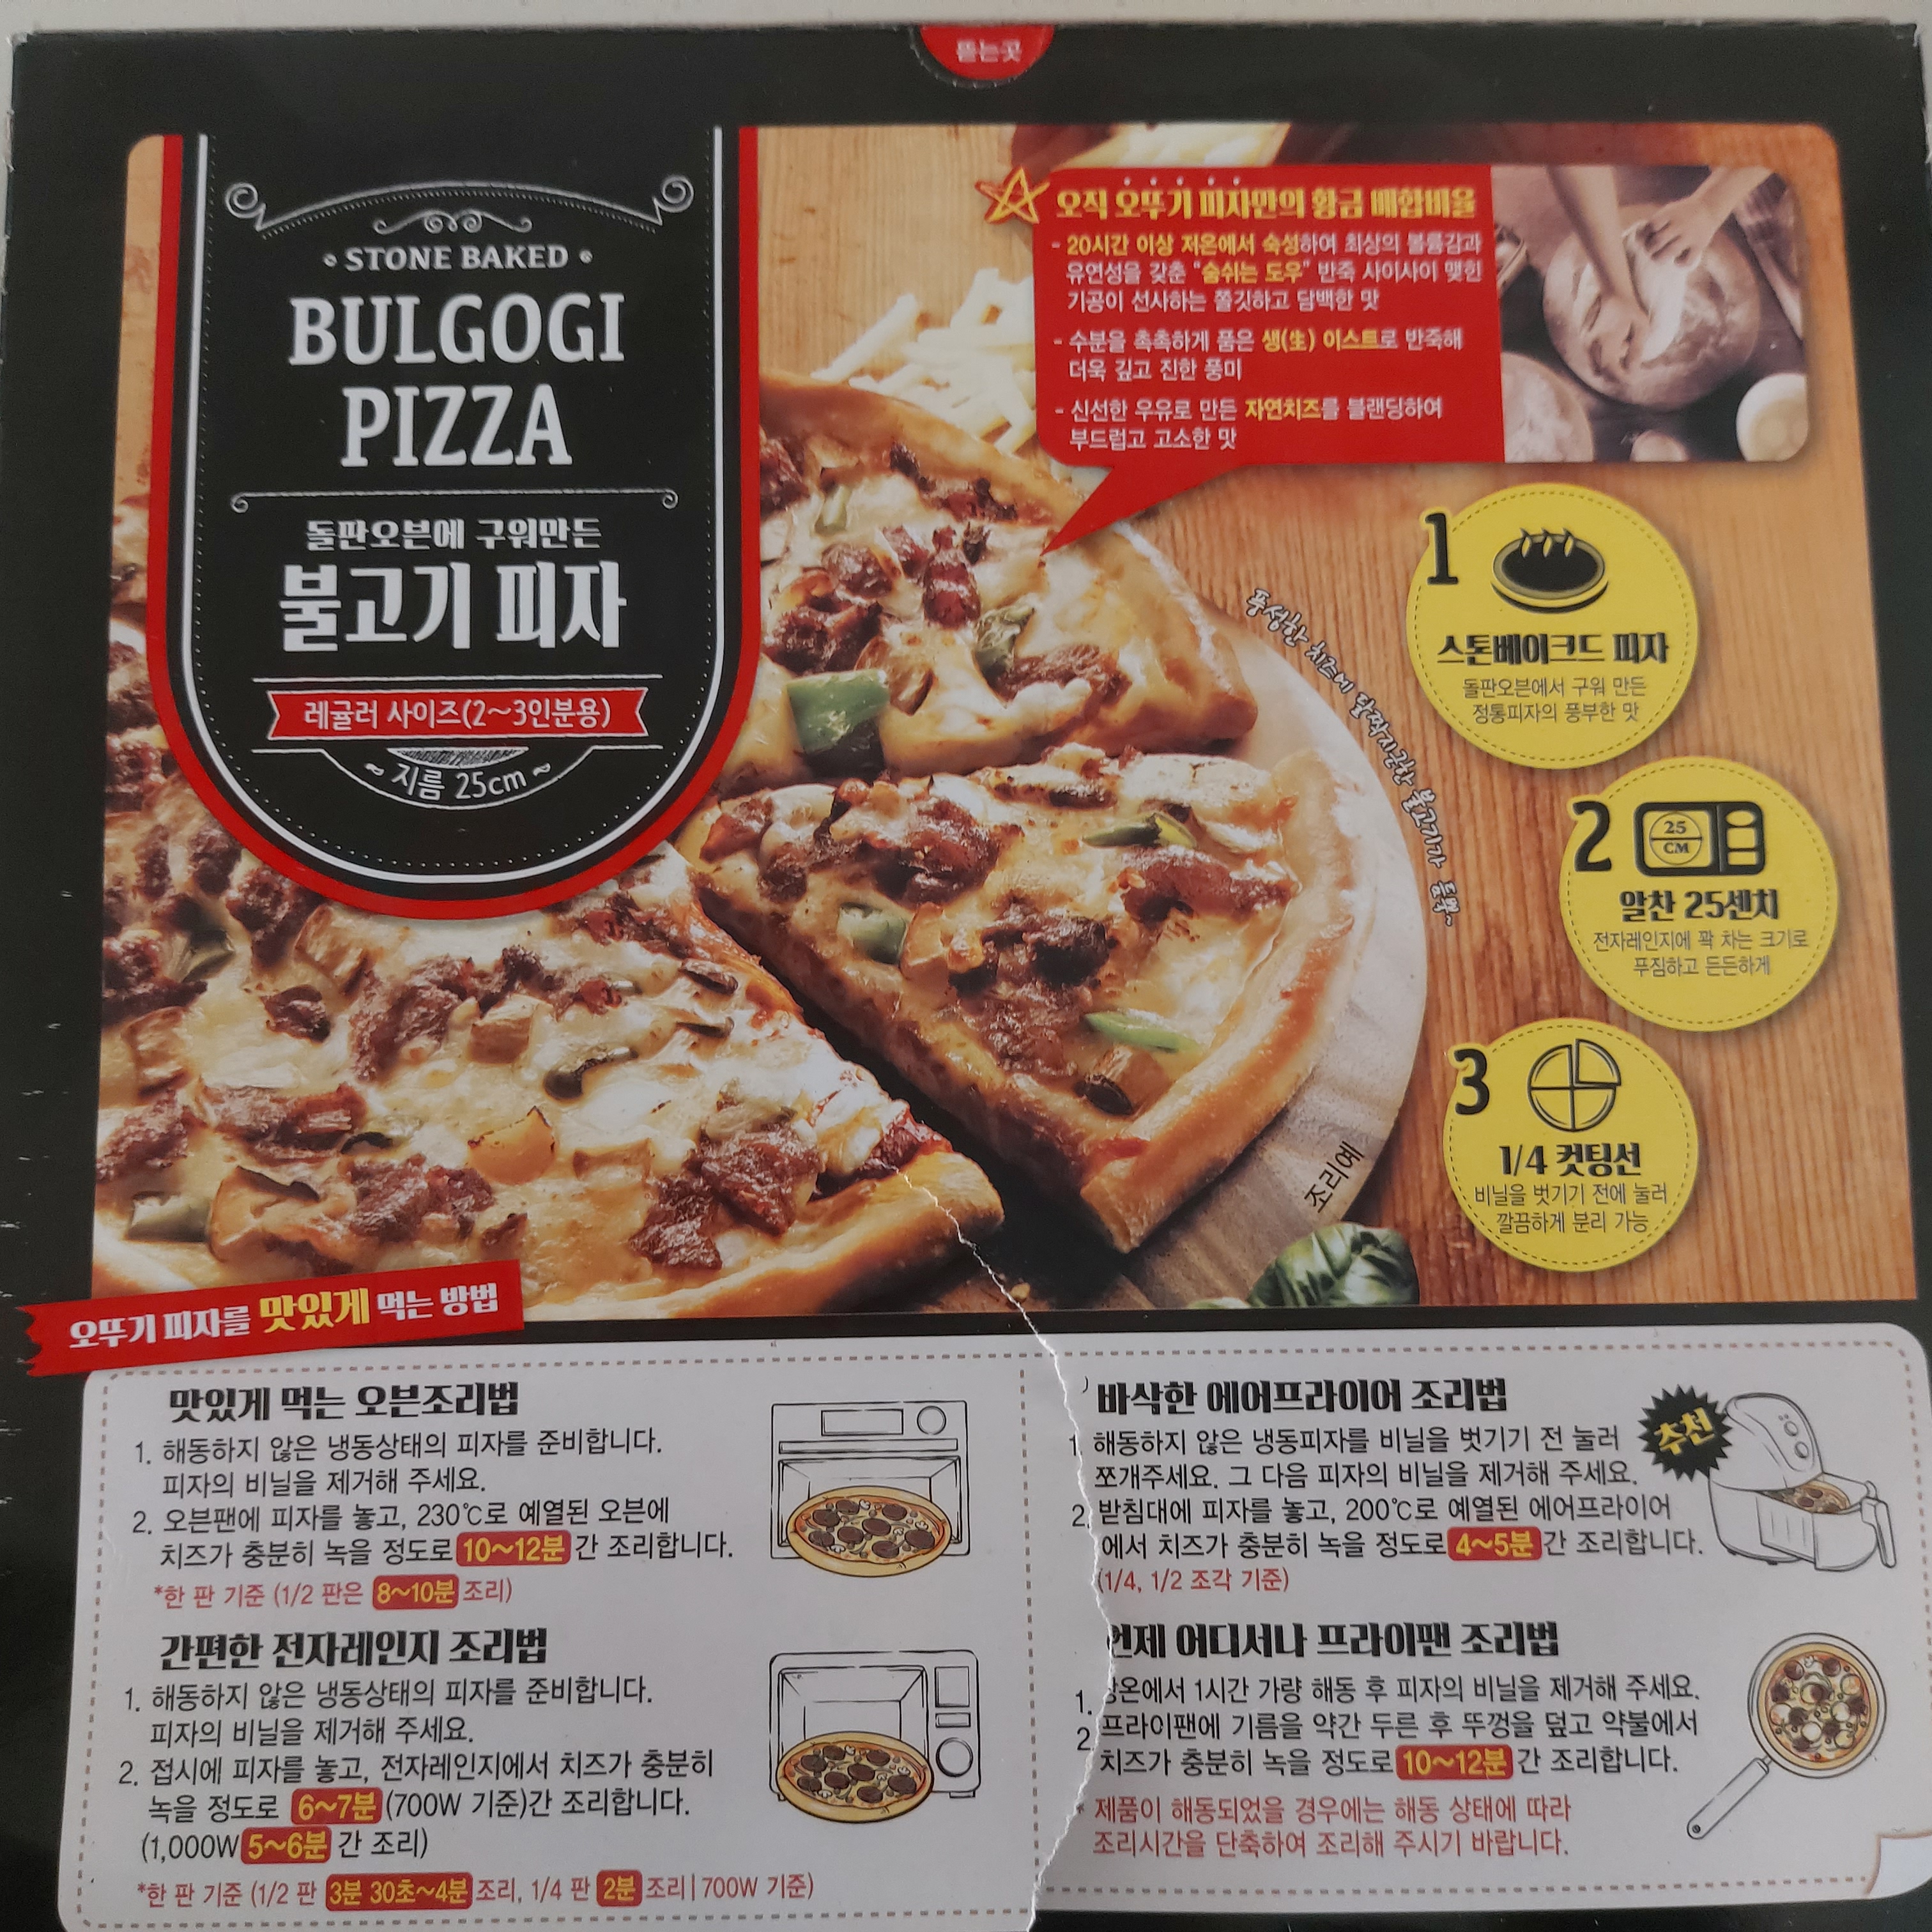 뜯는곳
STONE BAKED
BULGOGI
PIZZA
돌판오븐에 구워만든
불고기 피자
레귤러 사이즈(2~3인분용)
~ 지름 25cm ~
오직 오뚜기 피자만의 황금 배합비율
- 20시간 이상 저온에서 숙성하여 최상의 볼륨감과
유연성을 갖춘 "숨쉬는 도우" 반죽 사이사이 맺힌
기공이 선사하는 쫄깃하고 담백한 맛
- 수분을 촉촉하게 품은 생(生) 이스트로 반죽해
더욱 깊고 진한 풍미
- 신선한 우유로 만든 자연치즈를 블랜딩하여
부드럽고 고소한 맛
풍성한 치즈에 달짝지근한 불고기가 듬뿍~
1
스톤베이크드 피자
돌판오븐에서 구워 만든
정통피자의 풍부한 맛
2
25
CM
알찬 25센치
전자레인지에 꽉 차는 크기로
푸짐하고 든든하게
3
1/4 컷팅선
비닐을 벗기기 전에 눌러
깔끔하게 분리 가능
조리예
오뚜기 피자를 맛있게 먹는 방법
맛있게 먹는 오븐조리법
1. 해동하지 않은 냉동상태의 피자를 준비합니다.
피자의 비닐을 제거해 주세요.
2. 오븐팬에 피자를 놓고, 230℃로 예열된 오븐에
치즈가 충분히 녹을 정도로 10~12분 간 조리합니다.
*한 판 기준 (1/2 판은 8~10분 조리)
간편한 전자레인지 조리법
1. 해동하지 않은 냉동상태의 피자를 준비합니다.
피자의 비닐을 제거해 주세요.
2. 접시에 피자를 놓고, 전자레인지에서 치즈가 충분히
녹을 정도로 6~7분 (700W 기준)간 조리합니다.
(1,000W 5~6분 간 조리)
*한 판 기준 (1/2 판 3분 30초~4분 조리, 1/4 판 2분 조리 | 700W 기준)
바삭한 에어프라이어 조리법
추천
1. 해동하지 않은 냉동피자를 비닐을 벗기기 전 눌러
쪼개주세요. 그 다음 피자의 비닐을 제거해 주세요.
2. 받침대에 피자를 놓고, 200℃로 예열된 에어프라이어
에서 치즈가 충분히 녹을 정도로 4~5분 간 조리합니다.
(1/4, 1/2 조각 기준)
언제 어디서나 프라이팬 조리법
1. 상온에서 1시간 가량 해동 후 피자의 비닐을 제거해 주세요.
2. 프라이팬에 기름을 약간 두른 후 뚜껑을 덮고 약불에서
치즈가 충분히 녹을 정도로 10~12분 간 조리합니다.
* 제품이 해동되었을 경우에는 해동 상태에 따라
조리시간을 단축하여 조리해 주시기 바랍니다.